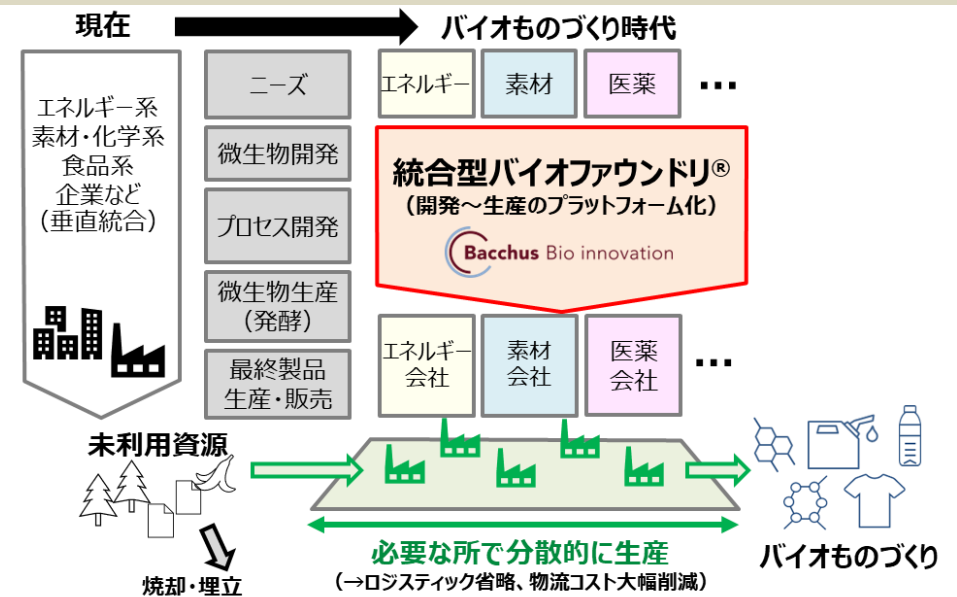 現在
バイオものづくり時代
エネルギー系
素材・化学系
食品系
企業など
(垂直統合)
ニーズ
微生物開発
プロセス開発
微生物生産
(発酵)
最終製品
生産・販売
エネルギー
素材
医薬
…
統合型バイオファウンドリ®
(開発～生産のプラットフォーム化)
Bacchus Bio innovation
エネルギー
会社
素材
会社
医薬
会社
…
未利用資源
焼却・埋立
必要な所で分散的に生産
(→ロジスティック省略、物流コスト大幅削減)
バイオものづくり